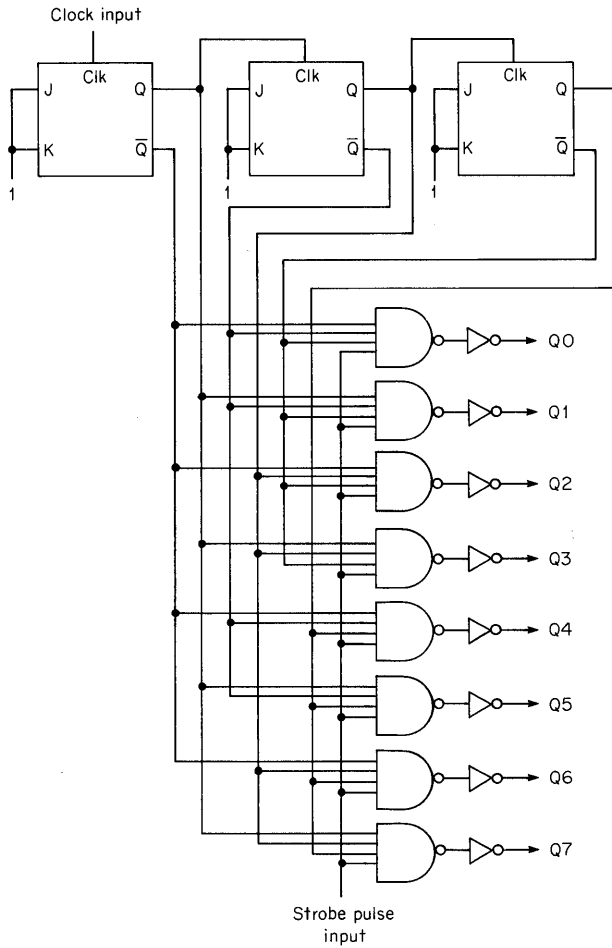 Clock input
Clk
Clk
Clk
J
Q
J
Q
J
Q
K
Q̅
K
Q̅
K
Q̅
1
1
1
Q0
Q1
Q2
Q3
Q4
Q5
Q6
Q7
Strobe pulse
input